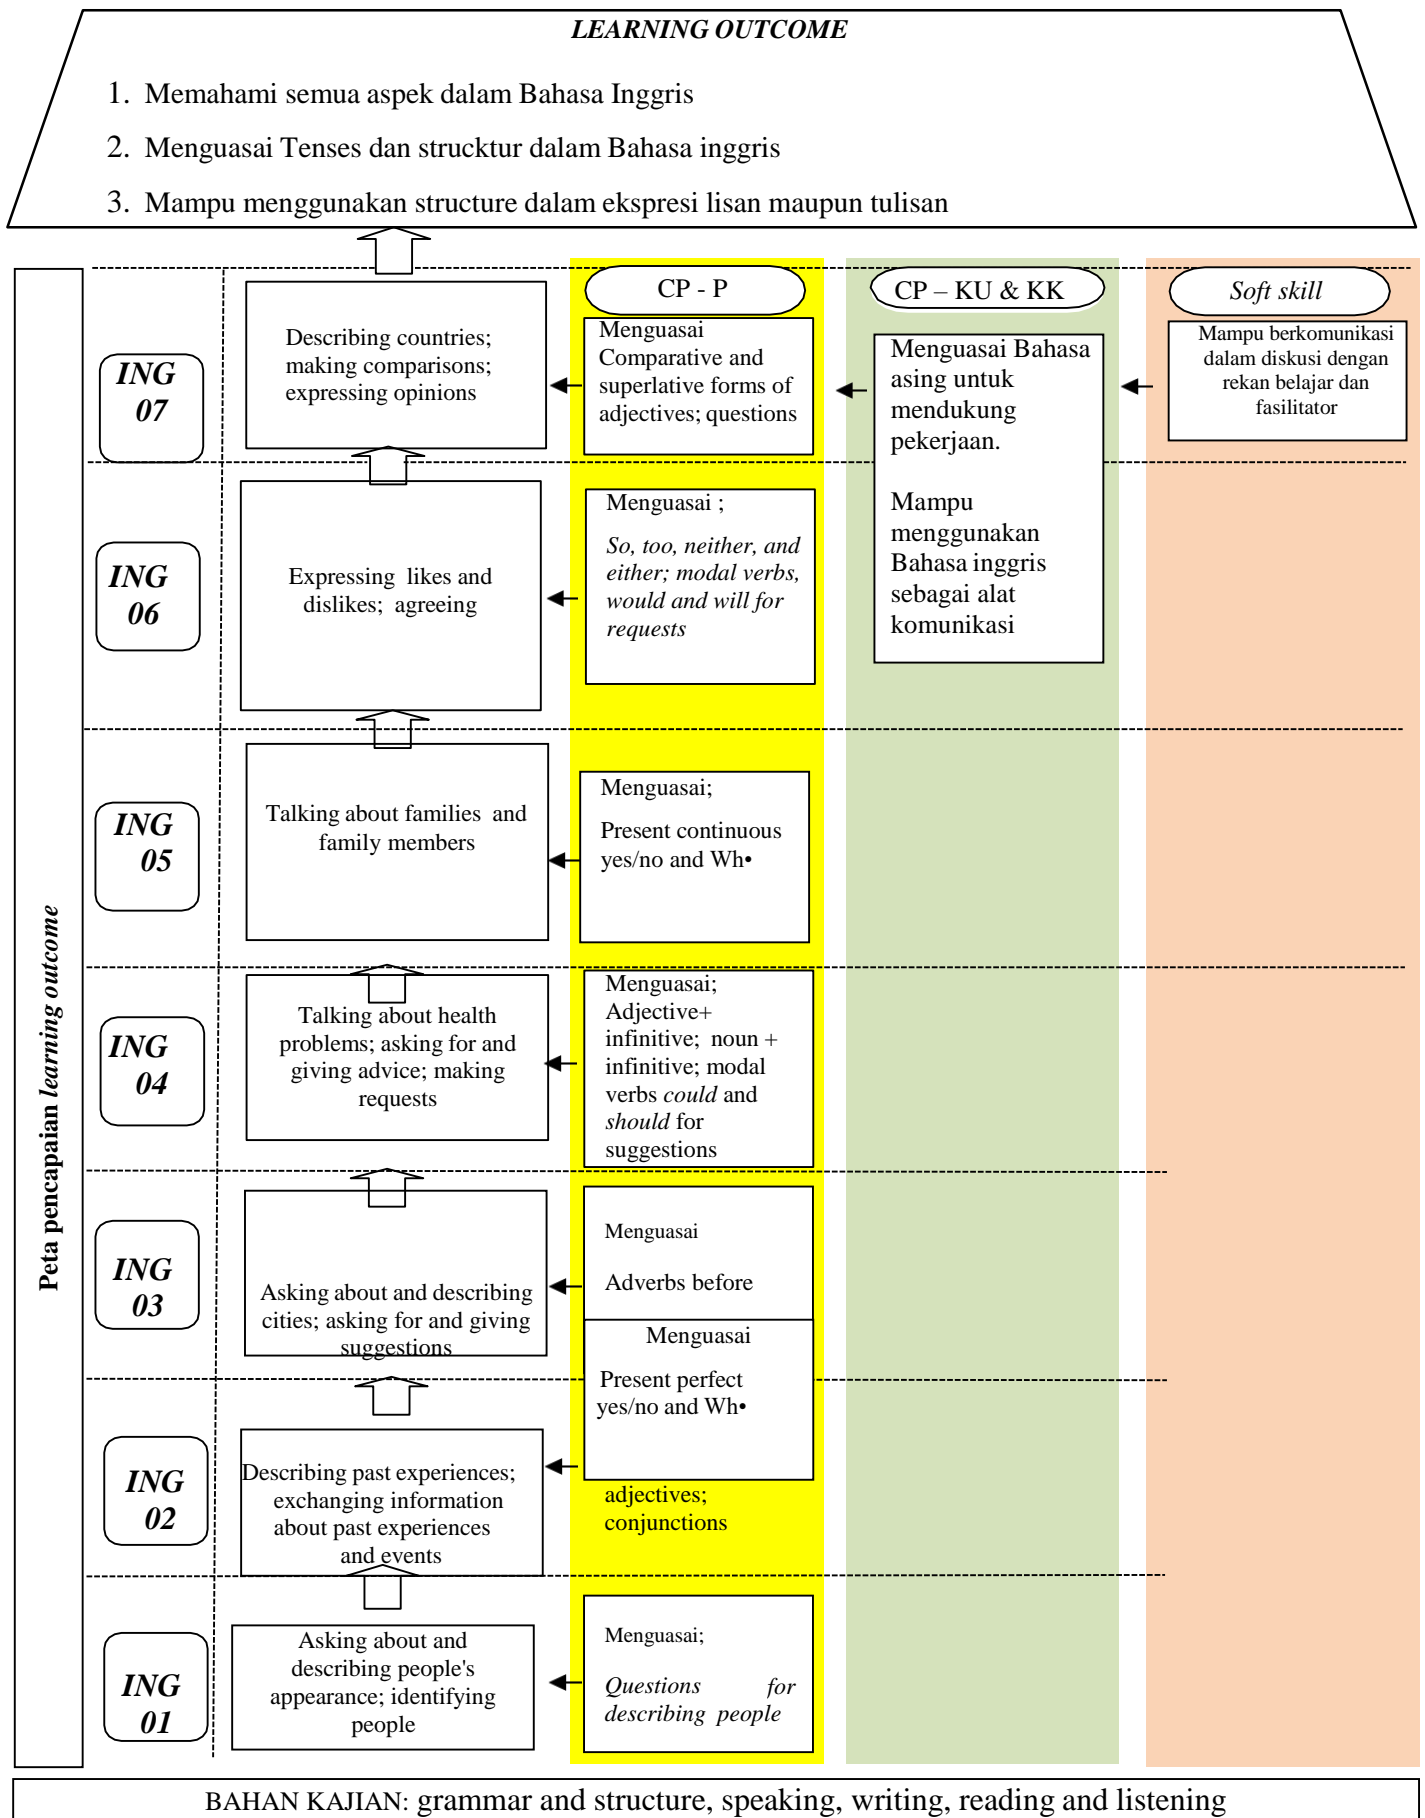 LEARNING OUTCOME
1. Memahami semua aspek dalam Bahasa Inggris
2. Menguasai Tenses dan strucktur dalam Bahasa inggris
3. Mampu menggunakan structure dalam ekspresi lisan maupun tulisan
Peta pencapaian learning outcome
CP - P
CP – KU & KK
Soft skill
ING
07
Describing countries;
making comparisons;
expressing opinions
Menguasai
Comparative and
superlative forms of
adjectives; questions
Menguasai Bahasa
asing untuk
mendukung
pekerjaan.
Mampu
menggunakan
Bahasa inggris
sebagai alat
komunikasi
Mampu berkomunikasi
dalam diskusi dengan
rekan belajar dan
fasilitator
ING
06
Expressing likes and
dislikes; agreeing
Menguasai ;
So, too, neither, and
either; modal verbs,
would and will for
requests
ING
05
Talking about families and
family members
Menguasai;
Present continuous
yes/no and Wh•
ING
04
Talking about health
problems; asking for and
giving advice; making
requests
Menguasai;
Adjective+
infinitive; noun +
infinitive; modal
verbs could and
should for
suggestions
ING
03
Asking about and describing
cities; asking for and giving
suggestions
Menguasai
Adverbs before
Menguasai
Present perfect
yes/no and Wh•
ING
02
Describing past experiences;
exchanging information
about past experiences
and events
adjectives;
conjunctions
ING
01
Asking about and
describing people's
appearance; identifying
people
Menguasai;
Questions for
describing people
BAHAN KAJIAN: grammar and structure, speaking, writing, reading and listening